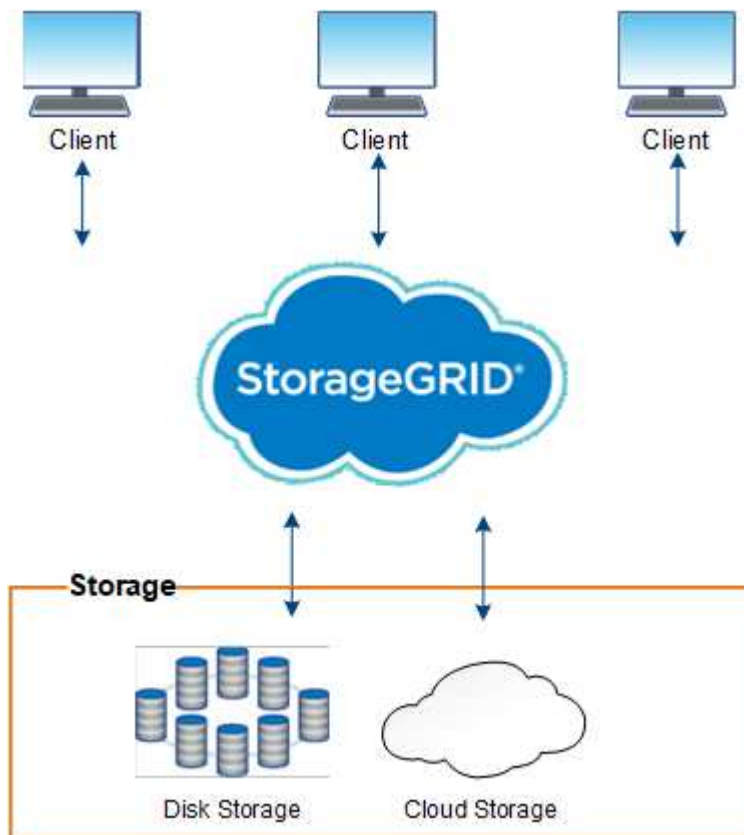 Client
Client
Client
StorageGRID®
Storage
Disk Storage
Cloud Storage